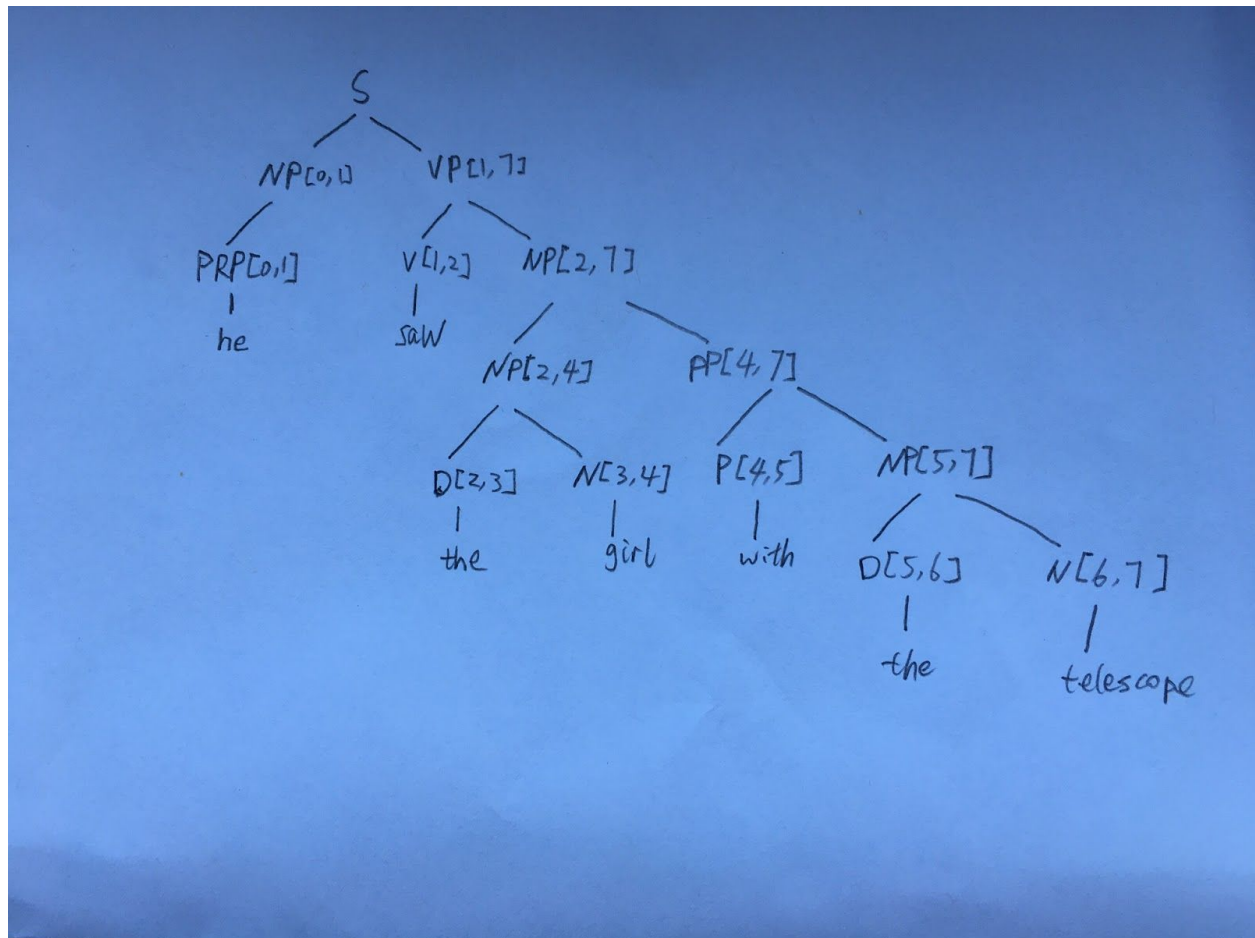 S
NP[0,1] VP[1,7]
PRP[0,1] V[1,2] NP[2,7]
he saw
NP[2,4] PP[4,7]
D[2,3] N[3,4] P[4,5] NP[5,7]
the girl with D[5,6] N[6,7]
the telescope